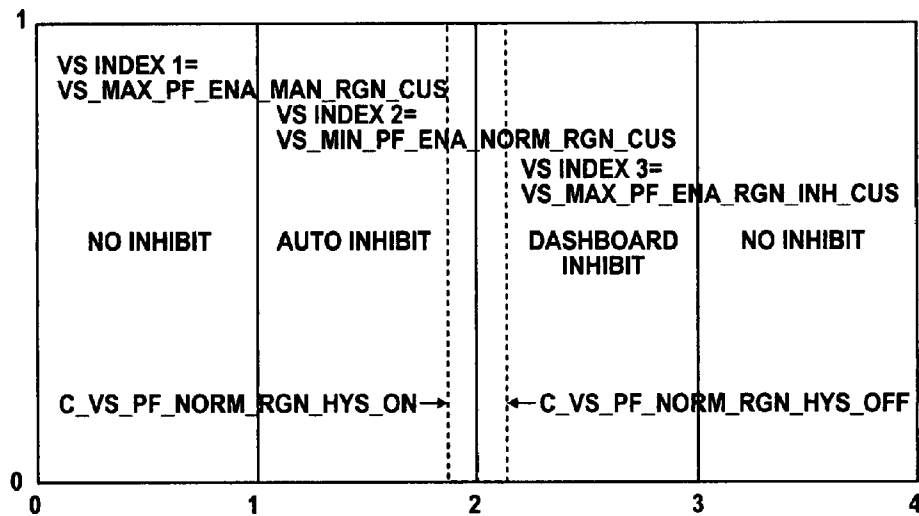 1
VS INDEX 1=
VS_MAX_PF_ENA_MAN_RGN_CUS
VS INDEX 2=
VS_MIN_PF_ENA_NORM_RGN_CUS
VS INDEX 3=
VS_MAX_PF_ENA_RGN_INH_CUS
NO INHIBIT
AUTO INHIBIT
DASHBOARD
INHIBIT
NO INHIBIT
C_VS_PF_NORM_RGN_HYS_ON
C_VS_PF_NORM_RGN_HYS_OFF
0
0 1 2 3 4